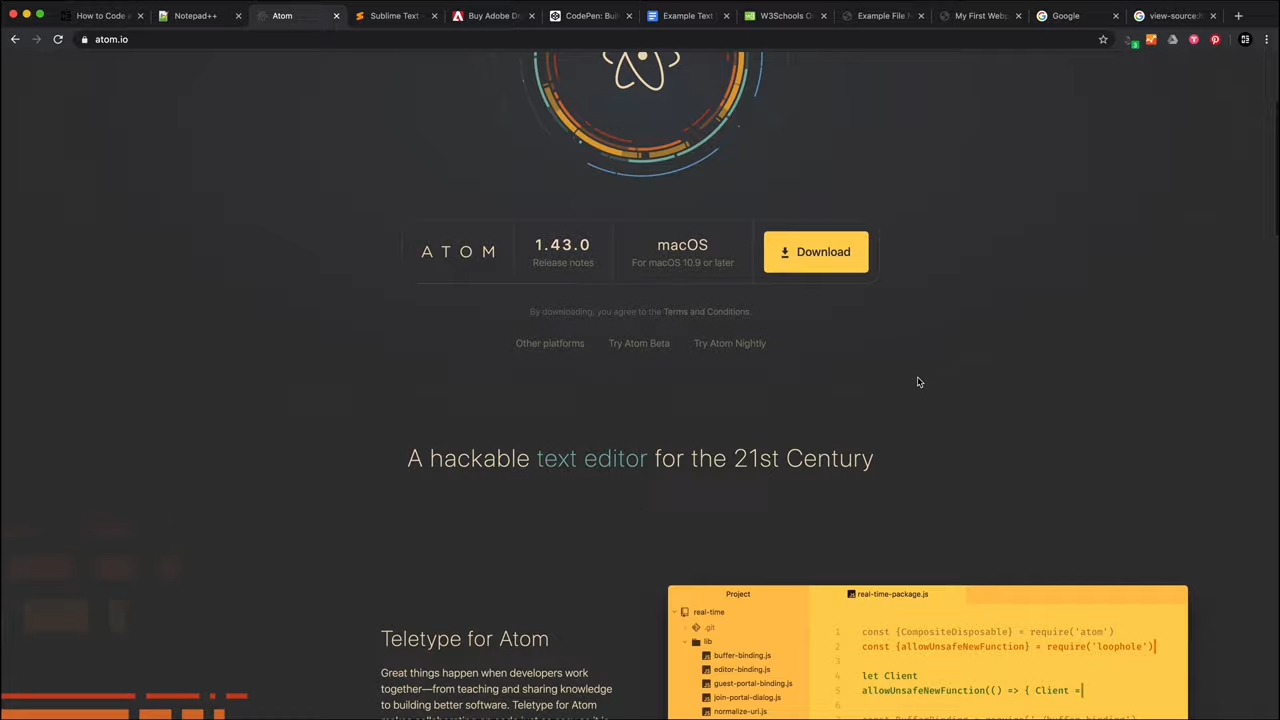 How to Code a
Notepad++
Atom
Sublime Text -
Buy Adobe Dr
CodePen: Buil
Example Text
W3Schools O
Example File F
My First Webp
Google
view-source:h
atom.io
3
ATOM
1.43.0
Release notes
macOS
For macOS 10.9 or later
Download
By downloading, you agree to the Terms and Conditions.
Other platforms
Try Atom Beta
Try Atom Nightly
A hackable text editor for the 21st Century
Teletype for Atom
Great things happen when developers work
together—from teaching and sharing knowledge
to building better software. Teletype for Atom
Project
real-time
.git
lib
buffer-binding.js
editor-binding.js
guest-portal-binding.js
join-portal-dialog.js
normalize-uri.js
real-time-package.js
1 const {CompositeDisposable} = require('atom')
2 const {allowUnsafeNewFunction} = require('loophole')
3
4 let Client
5 allowUnsafeNewFunction(() => { Client =
6